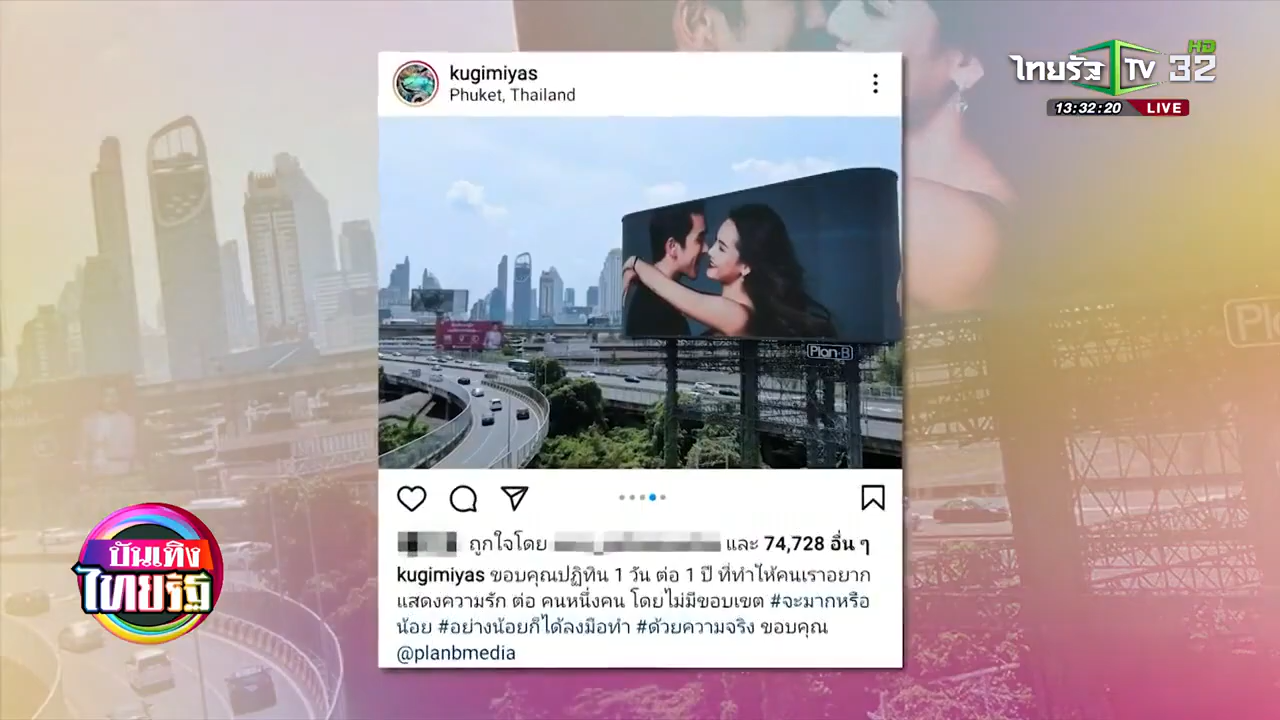 kugimiyas
Phuket, Thailand
ไทยรัฐ TV 32 HD
13:32:20 LIVE
Plan-B
Pl
ถูกใจโดย และ 74,728 อื่น ๆ
kugimiyas ขอบคุณปฏิทิน 1 วัน ต่อ 1 ปี ที่ทำให้คนเราอยาก
แสดงความรัก ต่อ คนหนึ่งคน โดยไม่มีขอบเขต #จะมากหรือ
น้อย #อย่างน้อยก็ได้ลงมือทำ #ด้วยความจริง ขอบคุณ
@planbmedia
บันเทิง
ไทยรัฐ